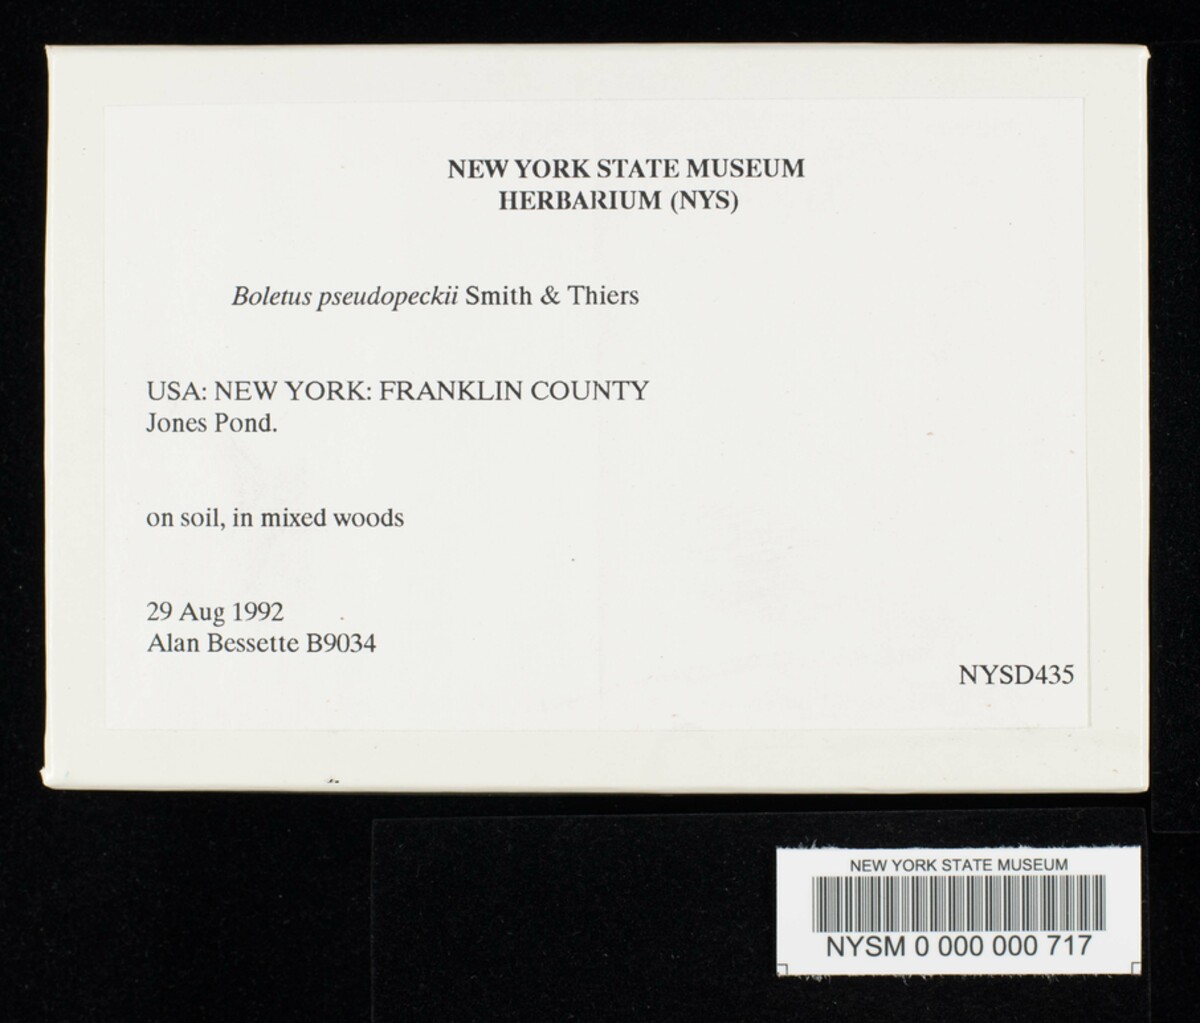 NEW YORK STATE MUSEUM
HERBARIUM (NYS)
Boletus pseudopeckii Smith & Thiers
USA: NEW YORK: FRANKLIN COUNTY
Jones Pond.
on soil, in mixed woods
29 Aug 1992
Alan Bessette B9034
NYSD435
NEW YORK STATE MUSEUM
NYSM 0 000 000 717